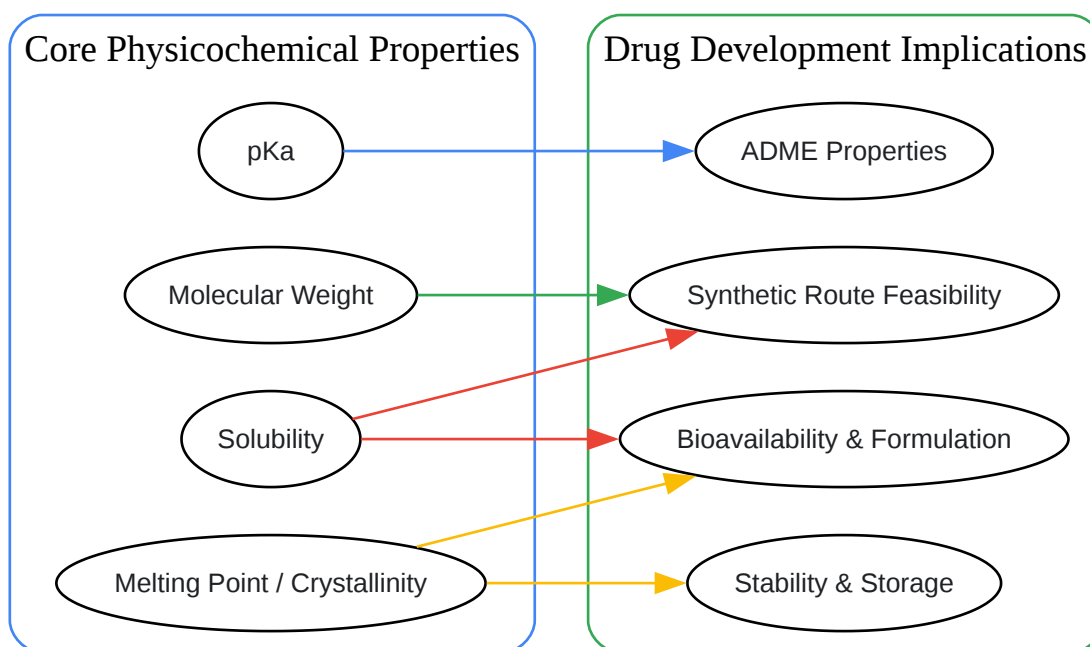 Core Physicochemical Properties
Drug Development Implications
pKa
ADME Properties
Molecular Weight
Synthetic Route Feasibility
Solubility
Bioavailability & Formulation
Melting Point / Crystallinity
Stability & Storage